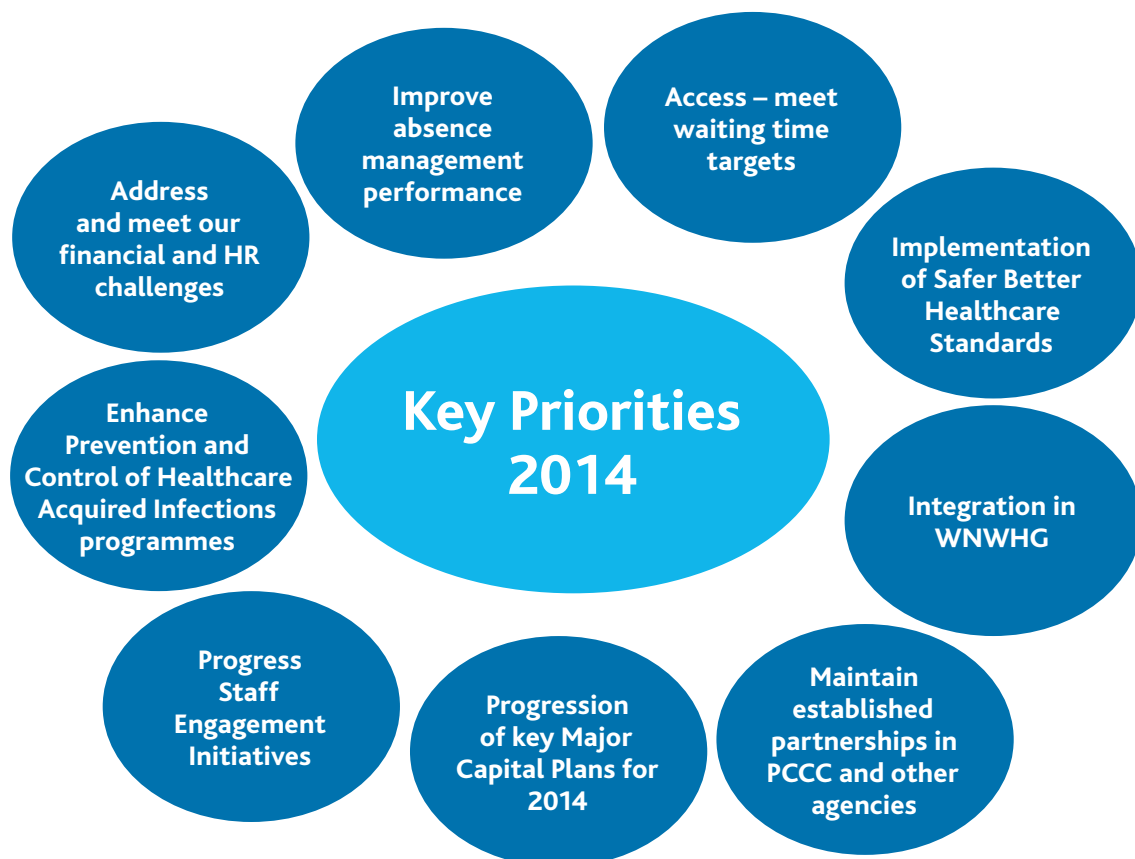 Improve
absence
management
performance
Access – meet
waiting time
targets
Address
and meet our
financial and HR
challenges
Implementation
of Safer Better
Healthcare
Standards
Key Priorities
2014
Enhance
Prevention and
Control of Healthcare
Acquired Infections
programmes
Integration in
WNWHG
Progress
Staff
Engagement
Initiatives
Progression
of key Major
Capital Plans for
2014
Maintain
established
partnerships in
PCCC and other
agencies